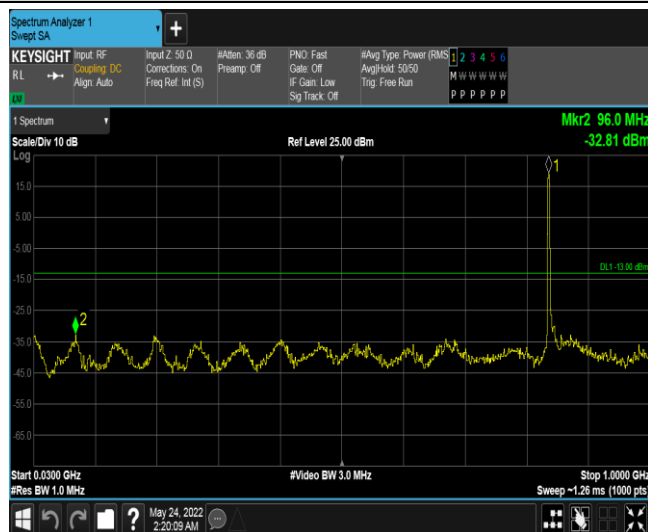 Spectrum Analyzer 1
Swept SA
KEYSIGHT
RL
Input: RF
Coupling: DC
Align: Auto
Input Z: 50 Ω
Corrections: On
Freq Ref: Int (S)
#Atten: 36 dB
Preamp: Off
PNO: Fast
Gate: Off
IF Gain: Low
Sig Track: Off
#Avg Type: Power (RMS
Avg|Hold: 50/50
Trig: Free Run
1 2 3 4 5 6
M W W W W W
P P P P P P
1 Spectrum
Mkr2 96.0 MHz
-32.81 dBm
Scale/Div 10 dB
Ref Level 25.00 dBm
Log
1
15.0
5.00
-5.00
DL1 -13.00 dBm
-15.0
-25.0
2
-35.0
-45.0
-55.0
-65.0
Start 0.0300 GHz
#Video BW 3.0 MHz
Stop 1.0000 GHz
#Res BW 1.0 MHz
Sweep ~1.26 ms (1000 pts)
?
May 24, 2022
2:20:09 AM